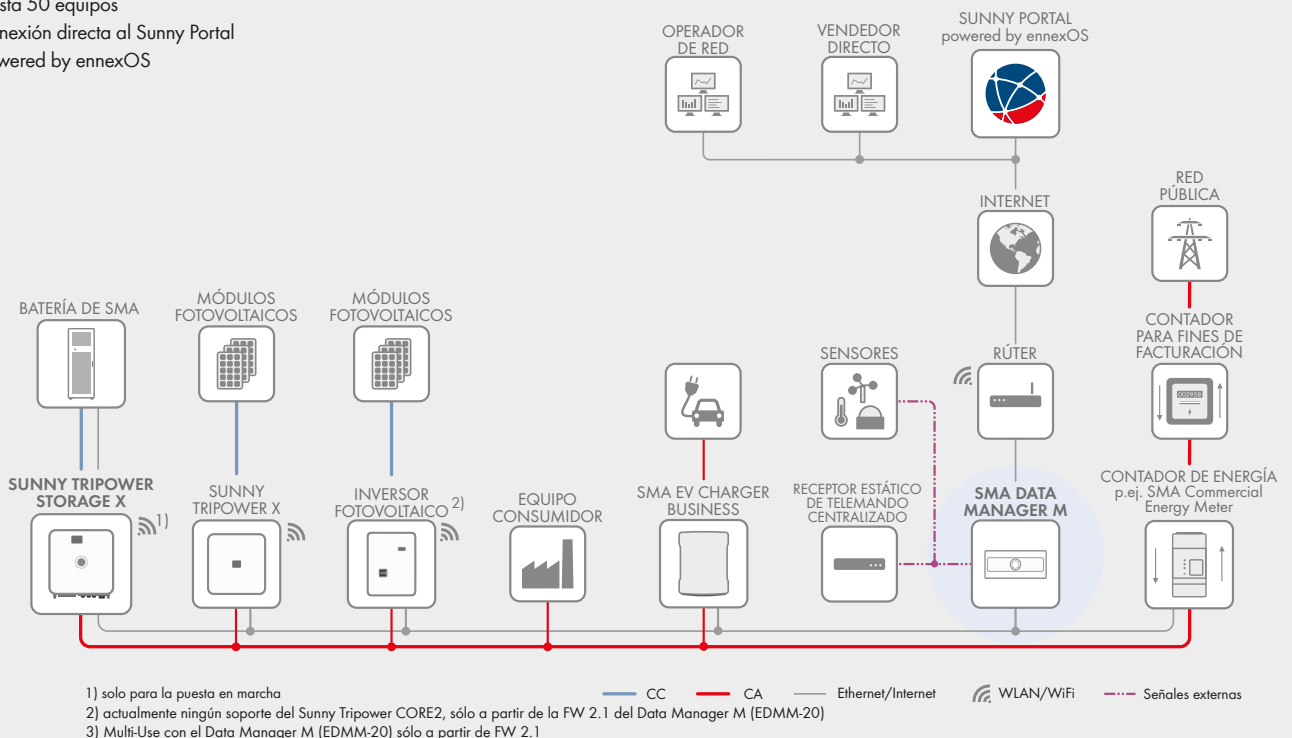 50 equipos
directa al Sunny Portal
by ennexOS
OPERADOR
DE RED
VENDEDOR
DIRECTO
SUNNY PORTAL
powered by ennexOS
INTERNET
RED
PÚBLICA
BATERÍA DE SMA
MÓDULOS
FOTOVOLTAICOS
MÓDULOS
FOTOVOLTAICOS
SENSORES
RÚTER
CONTADOR
PARA FINES DE
FACTURACIÓN
002938
SUNNY TRIPOWER
STORAGE X
1)
SUNNY
TRIPOWER X
INVERSOR
FOTOVOLTAICO 2)
EQUIPO
CONSUMIDOR
SMA EV CHARGER
BUSINESS
RECEPTOR ESTÁTICO
DE TELEMANDO
CENTRALIZADO
SMA DATA
MANAGER M
CONTADOR DE ENERGÍA
p.ej. SMA Commercial
Energy Meter
1) solo para la puesta en marcha
CC
CA
Ethernet/Internet
WLAN/WiFi
Señales externas
2) actualmente ningún soporte del Sunny Tripower CORE2, sólo a partir de la FW 2.1 del Data Manager M (EDMM-20)
3) Multi-Use con el Data Manager M (EDMM-20) sólo a partir de FW 2.1